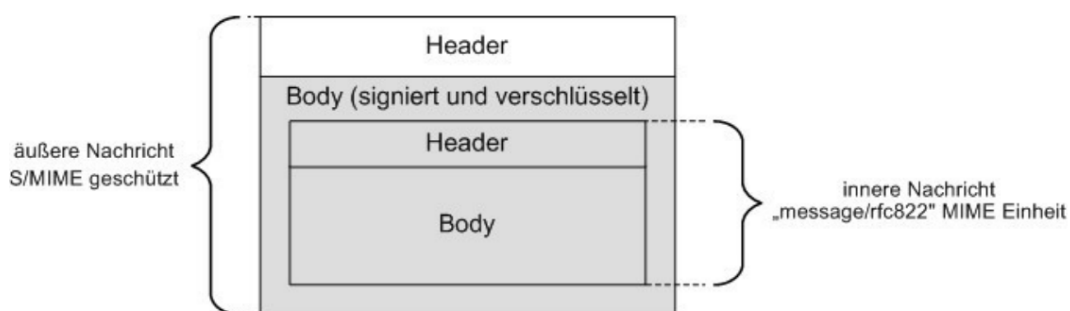 Header
Body (signiert und verschlüsselt)
Header
Body
äußere Nachricht
S/MIME geschützt
innere Nachricht
„message/rfc822" MIME Einheit